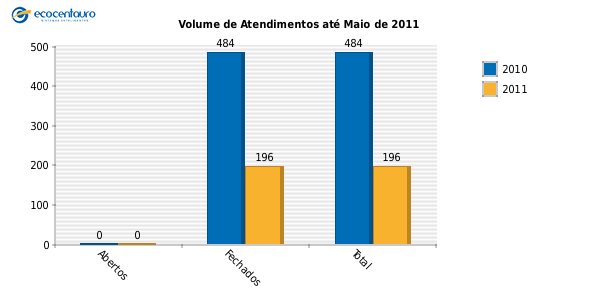 ecocentauro
Volume de Atendimentos até Maio de 2011
500
400
300
200
100
0
0
0
484
196
484
196
Abertos
Fechados
Total
2010
2011